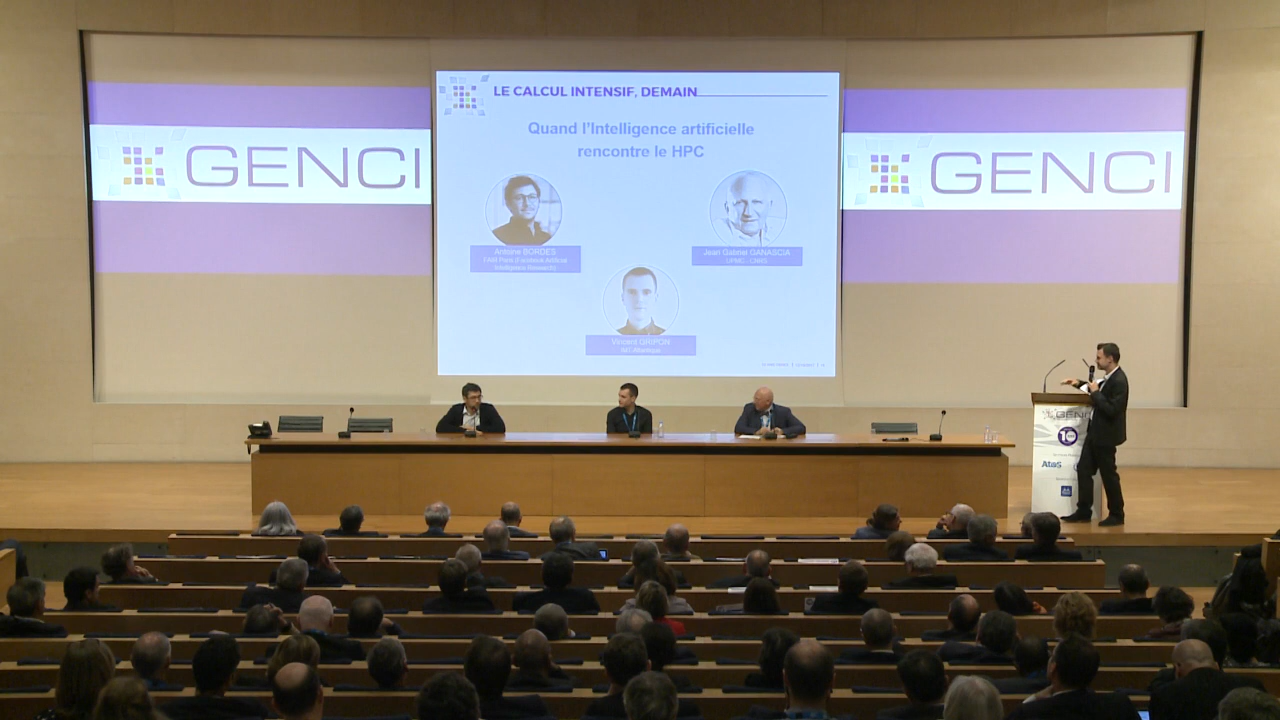 LE CALCUL INTENSIF, DEMAIN
Quand l'Intelligence artificielle
rencontre le HPC
GENCI
GENCI
Antoine BORDES
FAIR Paris (Facebook Artificial
Intelligence Research)
Jean Gabriel GANASCIA
UPMC - LIP6
Vincent GRIPON
IMT Atlantique
GENCI
10
Atos